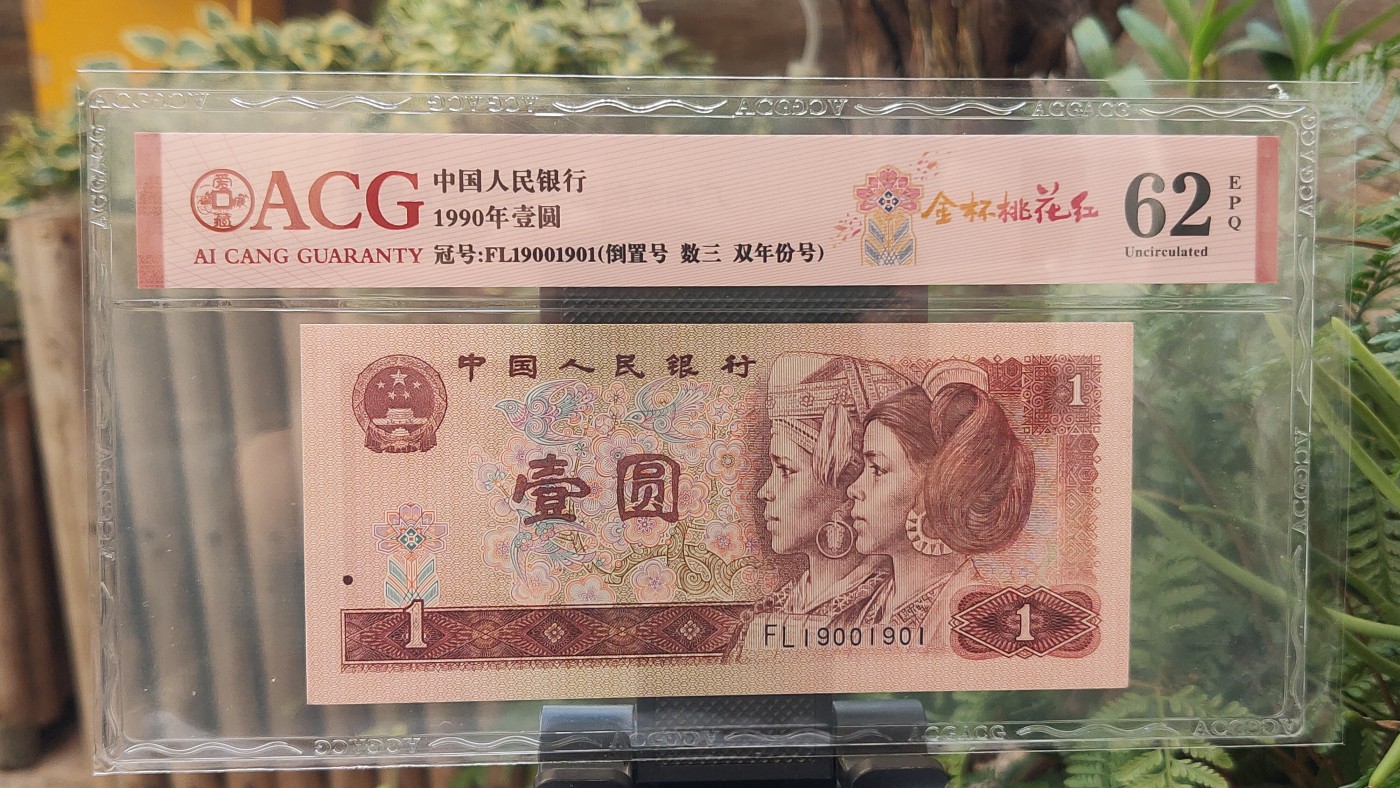 ACG
AI CANG GUARANTY
中国人民银行
1990年壹圆
冠号:FL19001901(倒置号 数三 双年份号)
金杯桃花红
62
EPQ
Uncirculated
中国人民银行
1
壹圆
1
FL19001901
1